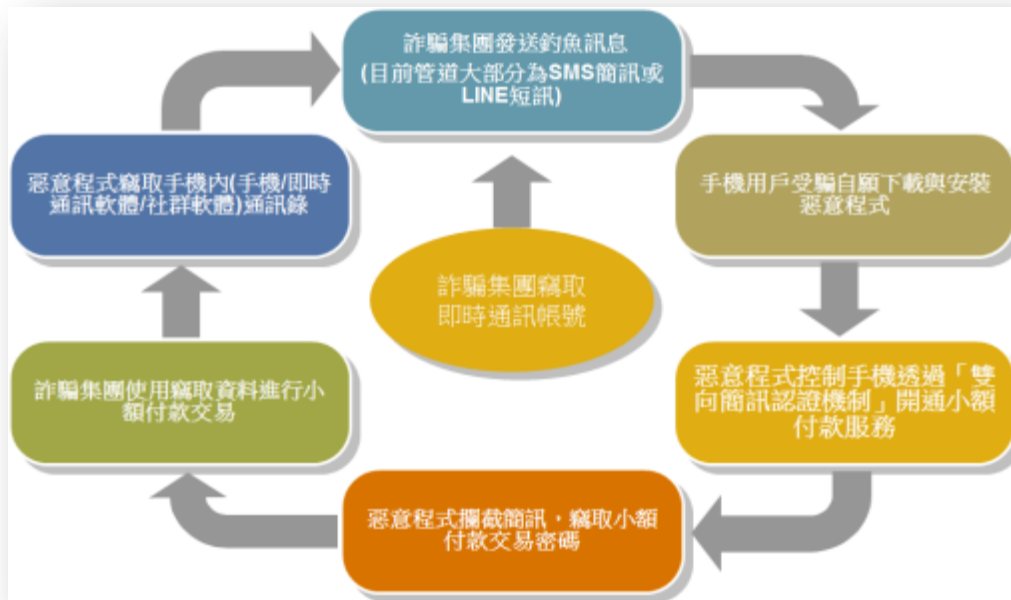 詐騙集團發送釣魚訊息
(目前管道大部分為SMS簡訊或
LINE短訊)
手機用戶受騙自願下載與安裝
惡意程式
惡意程式控制手機透過「雙
向簡訊認證機制」開通小額
付款服務
惡意程式攔截簡訊，竊取小額
付款交易密碼
詐騙集團使用竊取資料進行小
額付款交易
惡意程式竊取手機內(手機/即時
通訊軟體/社群軟體)通訊錄
詐騙集團竊取
即時通訊帳號